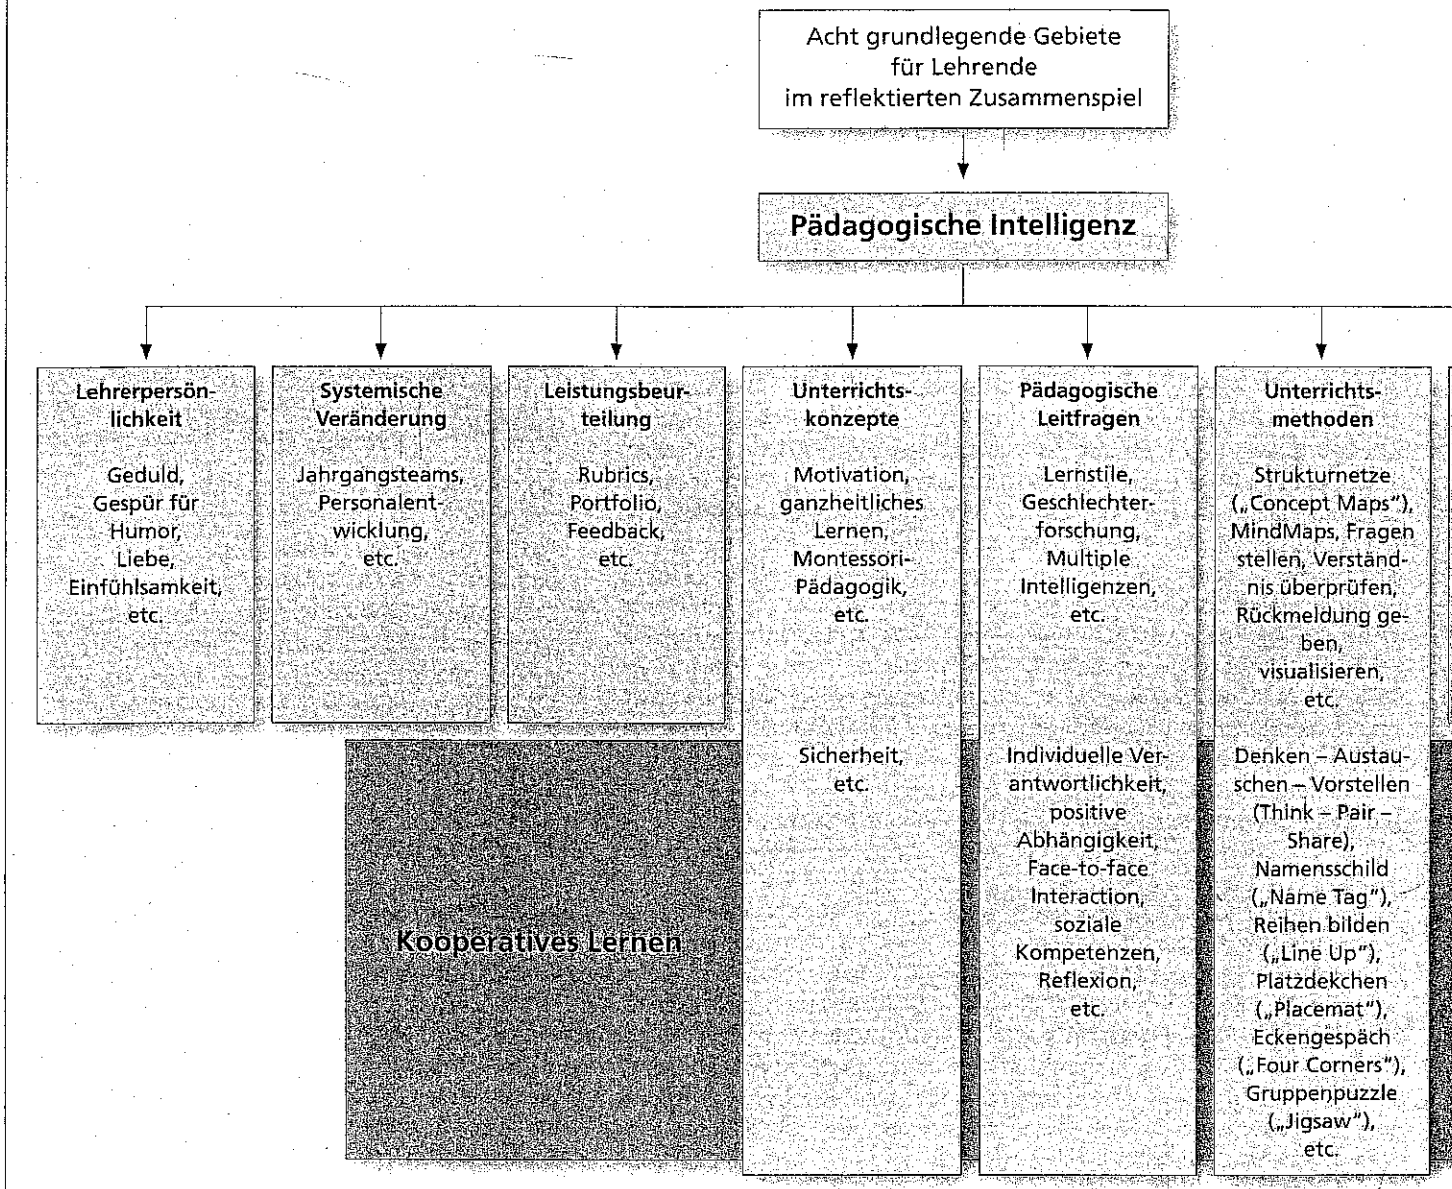 Acht grundlegende Gebiete
für Lehrende
im reflektierten Zusammenspiel
Pädagogische Intelligenz
Lehrerpersön-
lichkeit
Geduld,
Gespür für
Humor,
Liebe,
Einfühlsamkeit,
etc.
Systemische
Veränderung
Jahrgangsteams,
Personalent-
wicklung,
etc.
Leistungsbeur-
teilung
Rubrics,
Portfolio,
Feedback,
etc.
Unterrichts-
konzepte
Motivation,
ganzheitliches
Lernen,
Montessori-
Pädagogik,
etc.
Sicherheit,
etc.
Pädagogische
Leitfragen
Lernstile,
Geschlechter-
forschung,
Multiple
Intelligenzen,
etc.
Individuelle Ver-
antwortlichkeit,
positive
Abhängigkeit,
Face-to-face
Interaction,
soziale
Kompetenzen,
Reflexion,
etc.
Unterrichts-
methoden
Strukturnetze
(„Concept Maps“),
MindMaps, Fragen
stellen, Verständ-
nis überprüfen,
Rückmeldung ge-
ben,
visualisieren,
etc.
Denken – Austau-
schen – Vorstellen
(Think – Pair –
Share),
Namensschild
(„Name Tag“),
Reihen bilden
(„Line Up“),
Platzdekchen
(„Placemat“),
Eckengespäch
(„Four Corners“),
Gruppenpuzzle
(„Jigsaw“),
etc.
Kooperatives Lernen